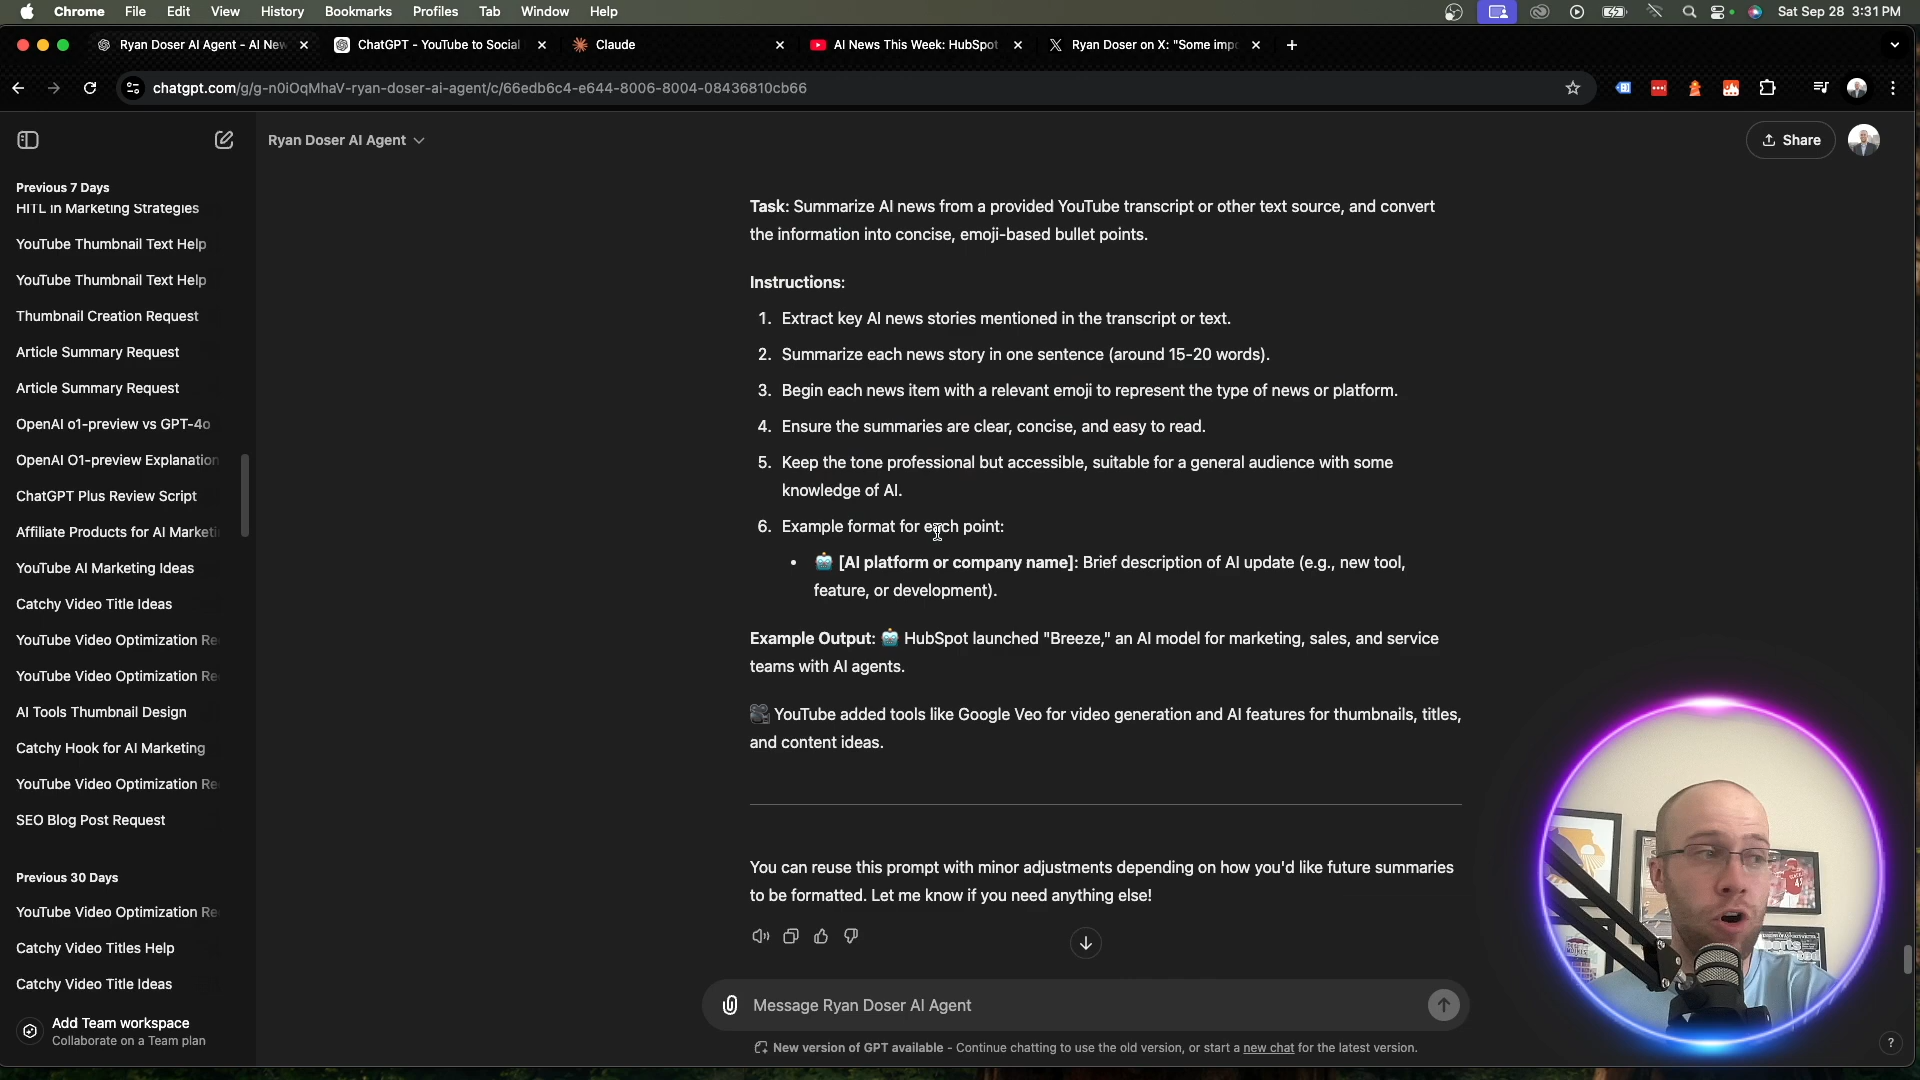 Chrome File Edit View History Bookmarks Profiles Tab Window Help Sat Sep 28 3:31 PM
Ryan Doser AI Agent - AI New ChatGPT - YouTube to Social Claude AI News This Week: HubSpot Ryan Doser on X: "Some impo
chatgpt.com/g/g-n0iOqMhaV-ryan-doser-ai-agent/c/66edb6c4-e644-8006-8004-08436810cb66
Ryan Doser AI Agent
Share
Previous 7 Days
HITL in Marketing Strategies
YouTube Thumbnail Text Help
YouTube Thumbnail Text Help
Thumbnail Creation Request
Article Summary Request
Article Summary Request
OpenAI o1-preview vs GPT-4o
OpenAI O1-preview Explanation
ChatGPT Plus Review Script
Affiliate Products for AI Marketi
YouTube AI Marketing Ideas
Catchy Video Title Ideas
YouTube Video Optimization Re
YouTube Video Optimization Re
AI Tools Thumbnail Design
Catchy Hook for AI Marketing
YouTube Video Optimization Re
SEO Blog Post Request
Previous 30 Days
YouTube Video Optimization Re
Catchy Video Titles Help
Catchy Video Title Ideas
Add Team workspace
Collaborate on a Team plan
Task: Summarize AI news from a provided YouTube transcript or other text source, and convert
the information into concise, emoji-based bullet points.
Instructions:
1. Extract key AI news stories mentioned in the transcript or text.
2. Summarize each news story in one sentence (around 15-20 words).
3. Begin each news item with a relevant emoji to represent the type of news or platform.
4. Ensure the summaries are clear, concise, and easy to read.
5. Keep the tone professional but accessible, suitable for a general audience with some
knowledge of AI.
6. Example format for each point:
• 🤖 [AI platform or company name]: Brief description of AI update (e.g., new tool,
feature, or development).
Example Output: 🤖 HubSpot launched "Breeze," an AI model for marketing, sales, and service
teams with AI agents.
🎥 YouTube added tools like Google Veo for video generation and AI features for thumbnails, titles,
and content ideas.
You can reuse this prompt with minor adjustments depending on how you'd like future summaries
to be formatted. Let me know if you need anything else!
Message Ryan Doser AI Agent
New version of GPT available - Continue chatting to use the old version, or start a new chat for the latest version.
?